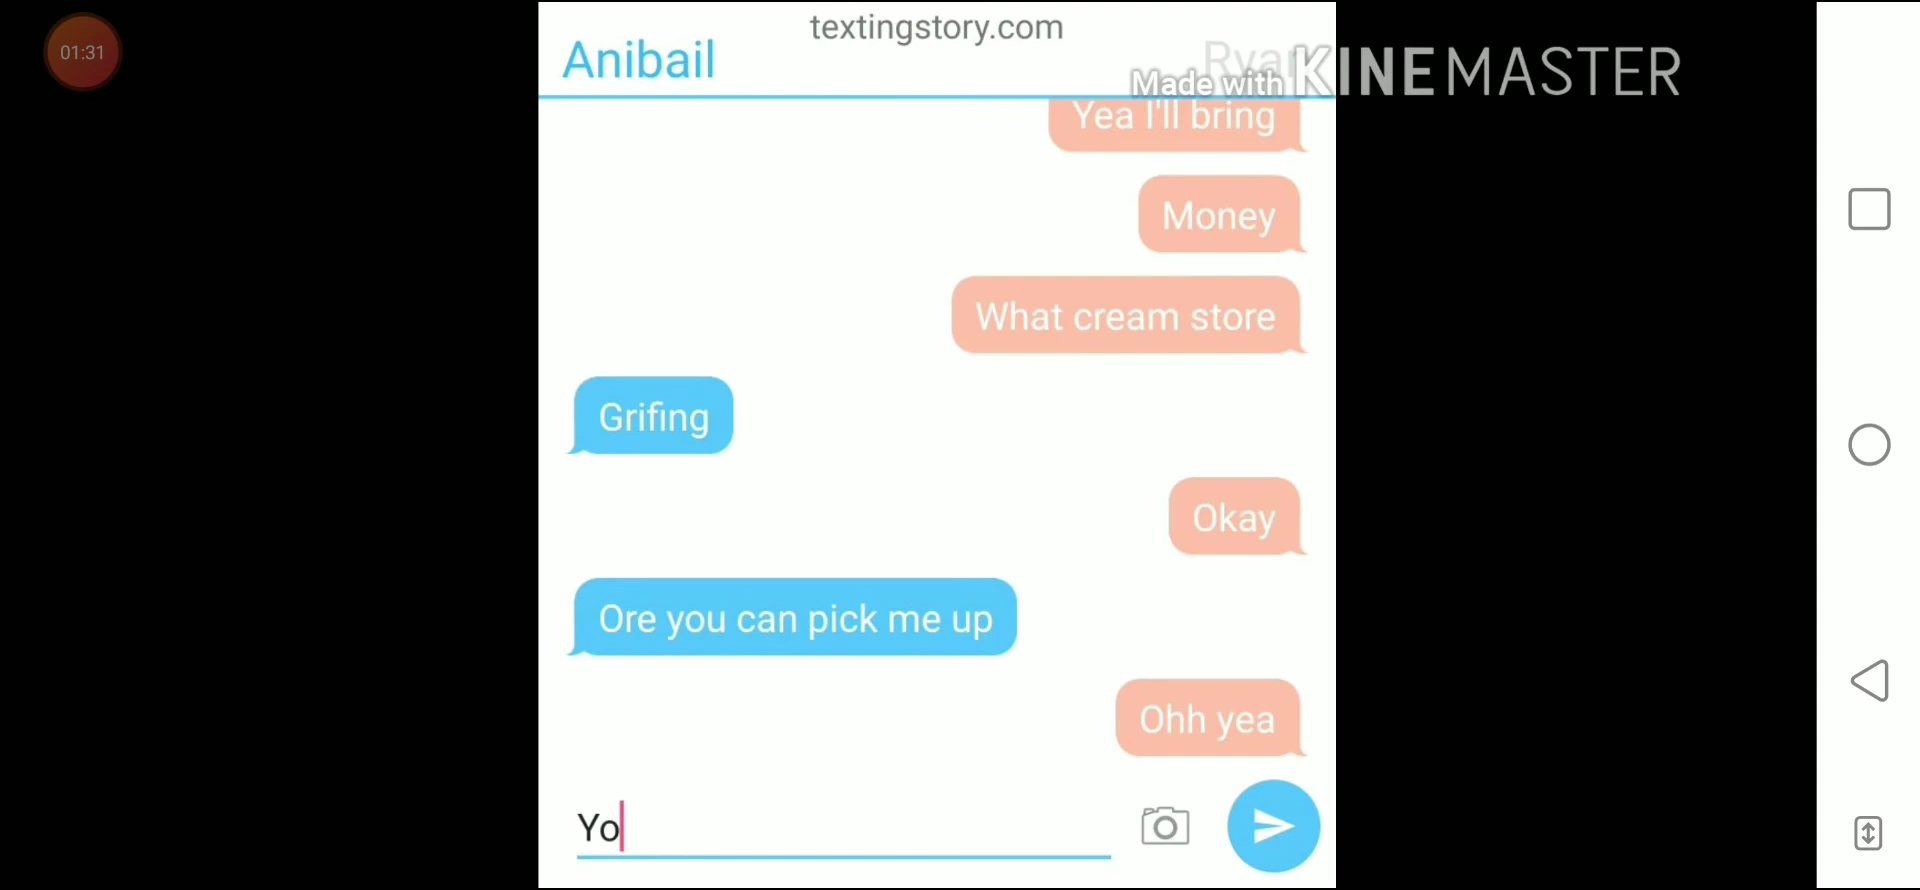 01:31
textingstory.com
Anibail
Ryan
Made with KINEMASTER
Yea I'll bring
Money
What cream store
Grifing
Okay
Ore you can pick me up
Ohh yea
Yo